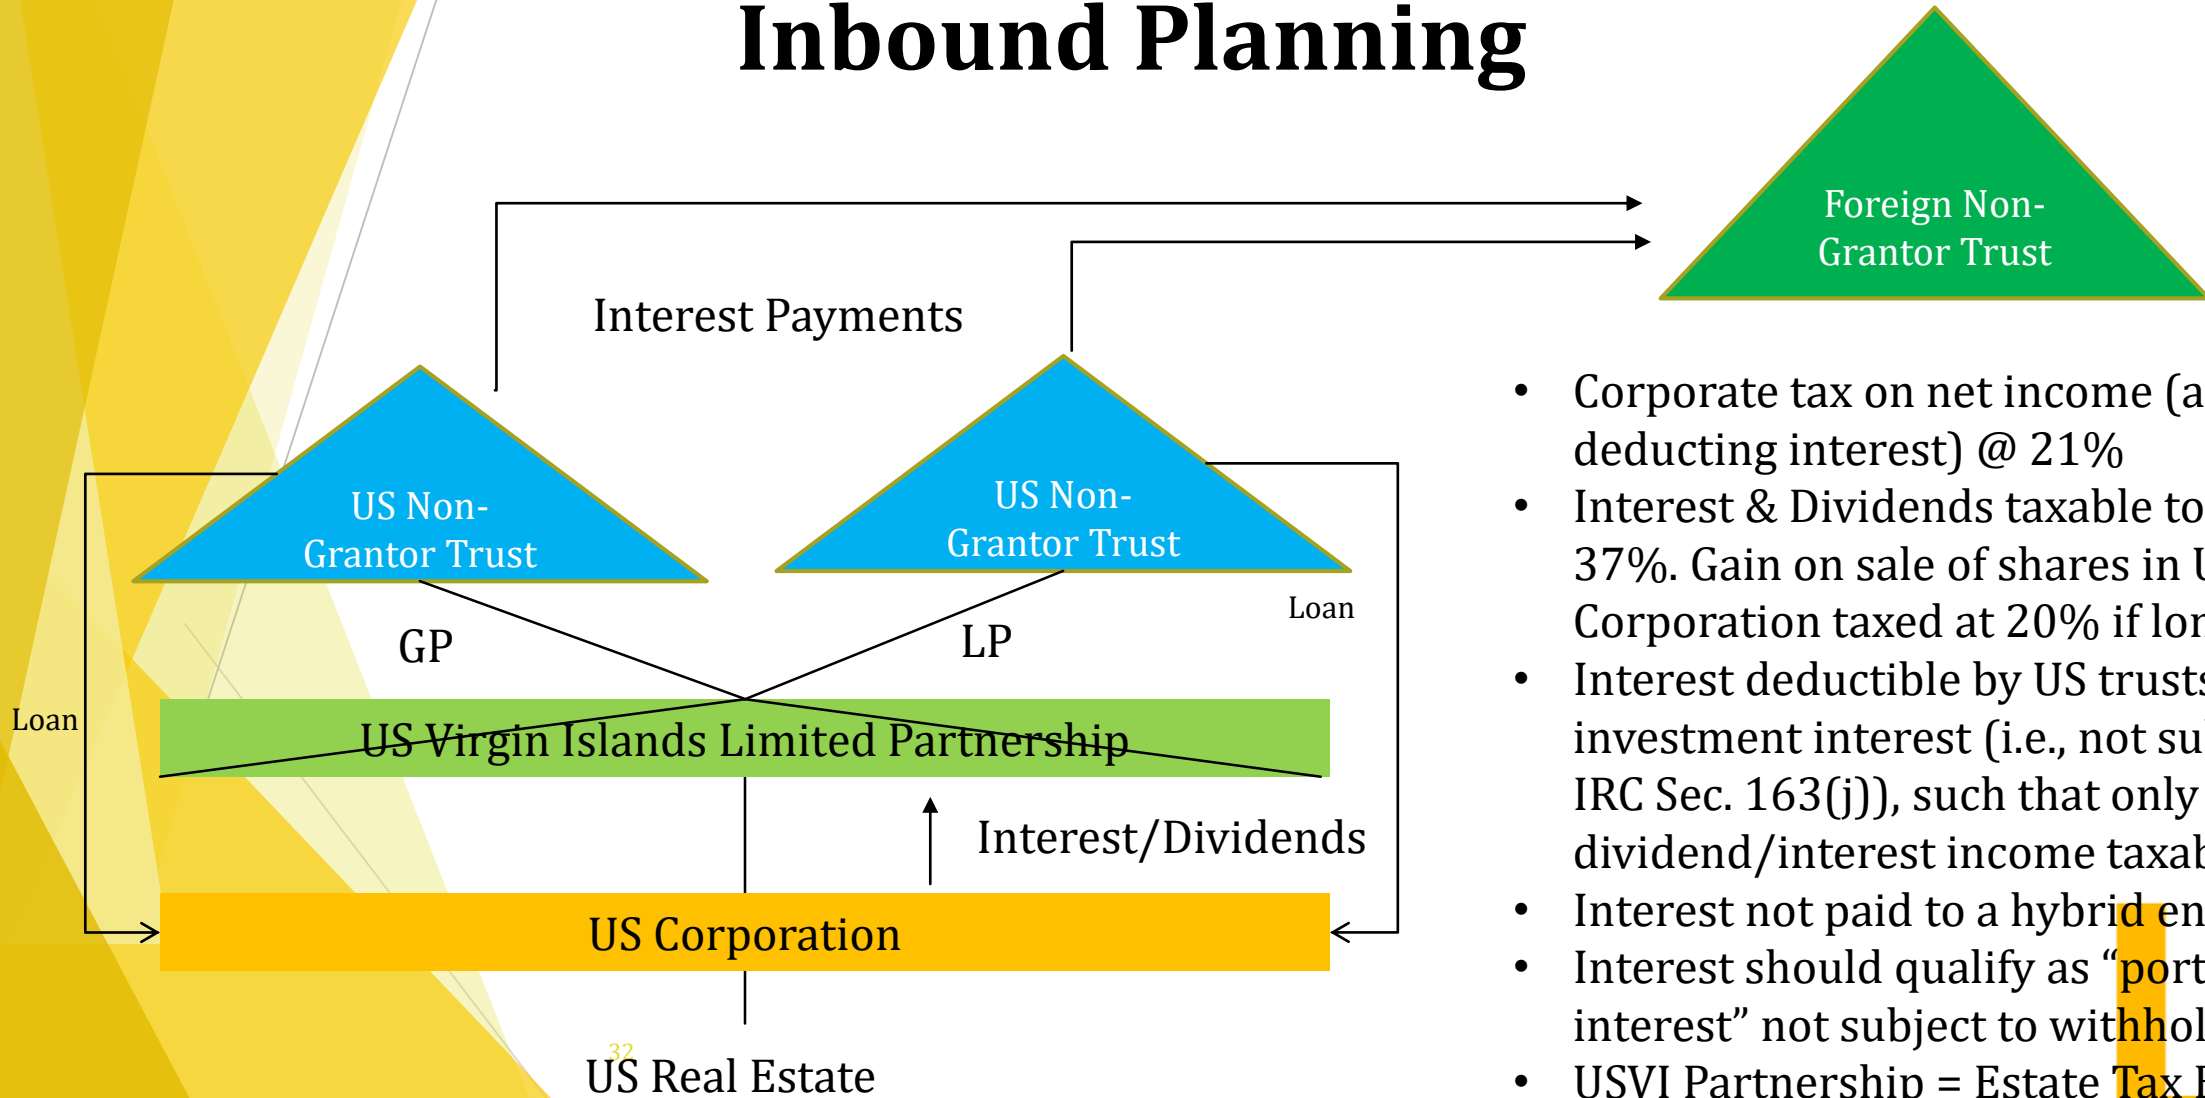 Inbound Planning
Foreign Non-
Grantor Trust
Interest Payments
US Non-
Grantor Trust
US Non-
Grantor Trust
Loan
GP
LP
Loan
US Virgin Islands Limited Partnership
Interest/Dividends
US Corporation
32
US Real Estate
• Corporate tax on net income (a
deducting interest) @ 21%
• Interest & Dividends taxable to
37%. Gain on sale of shares in U
Corporation taxed at 20% if lon
• Interest deductible by US trusts
investment interest (i.e., not su
IRC Sec. 163(j)), such that only
dividend/interest income taxab
• Interest not paid to a hybrid en
• Interest should qualify as “port
interest” not subject to withhol
• USVI Partnership = Estate Tax